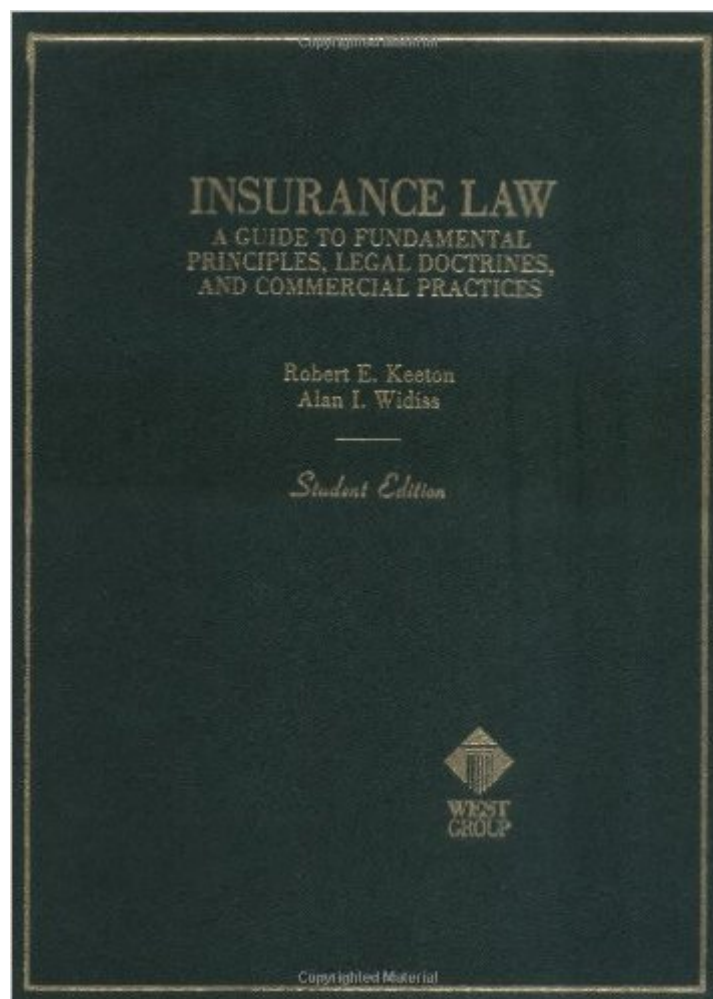 Copyrighted Material
INSURANCE LAW
A GUIDE TO FUNDAMENTAL
PRINCIPLES, LEGAL DOCTRINES,
AND COMMERCIAL PRACTICES
Robert E. Keeton
Alan I. Widiss
Student Edition
WEST
GROUP
Copyrighted Material